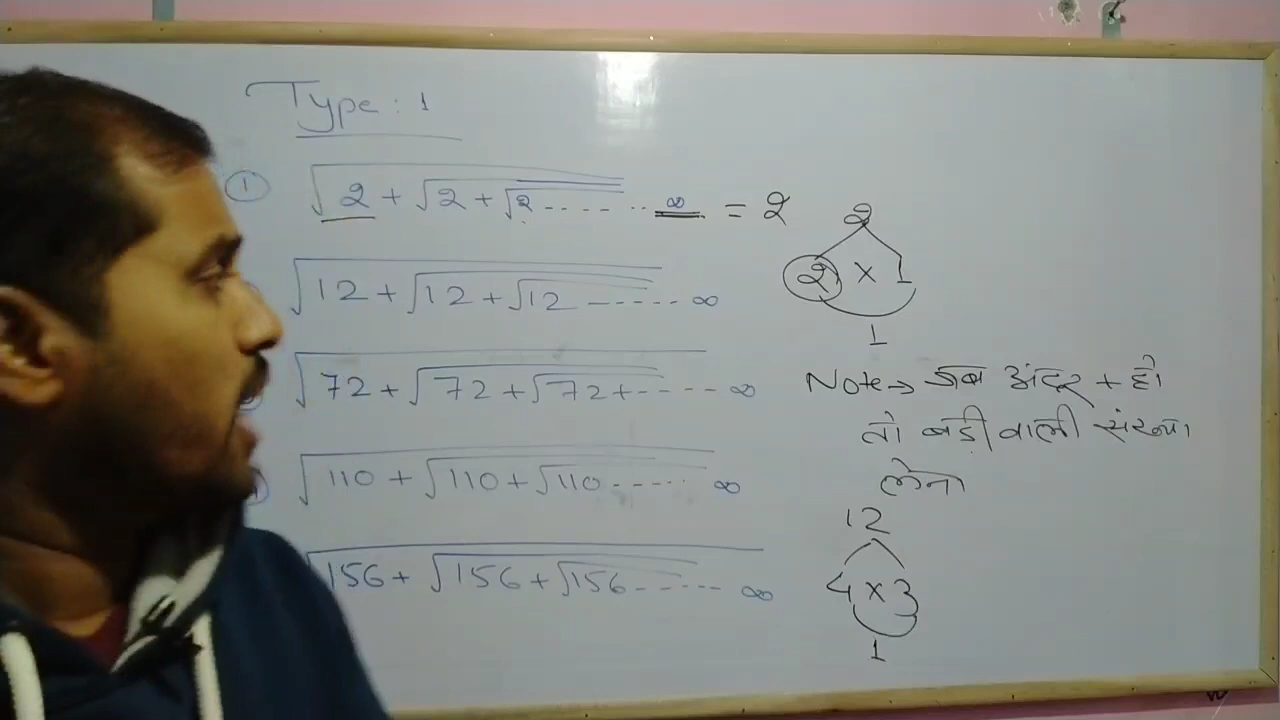 Type : 1
① √2 + √2 + √2 ------ ∞ = 2
√12 + √12 + √12 ------ ∞
√72 + √72 + √72 + ------ ∞
√110 + √110 + √110 ------ ∞
√156 + √156 + √156 ------ ∞
2
2 × 1
1
Note → जब अंदर + हो
तो बड़ी वाली संख्या
लेना
12
4 × 3
1